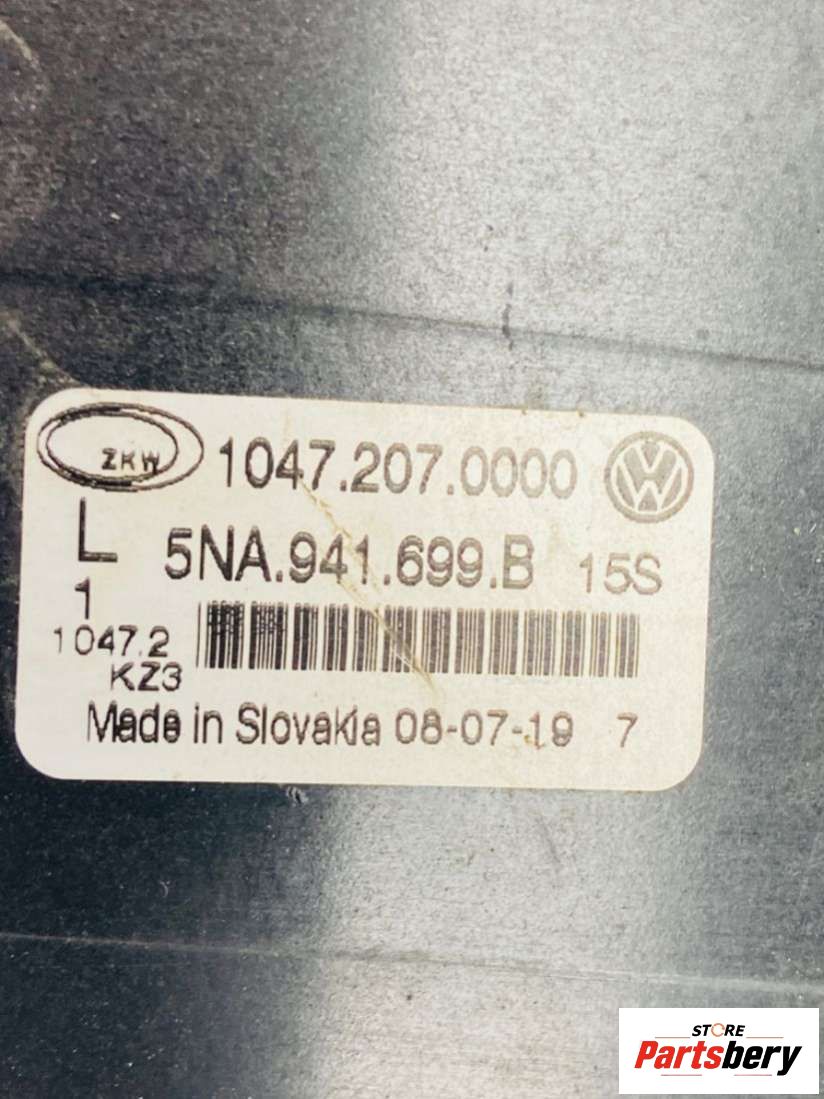 ZKW 1047.207.0000
L 5NA.941.699.B 15S
1
1047.2
KZ3
Made in Slovakia 08-07-19 7
STORE
Partsbery